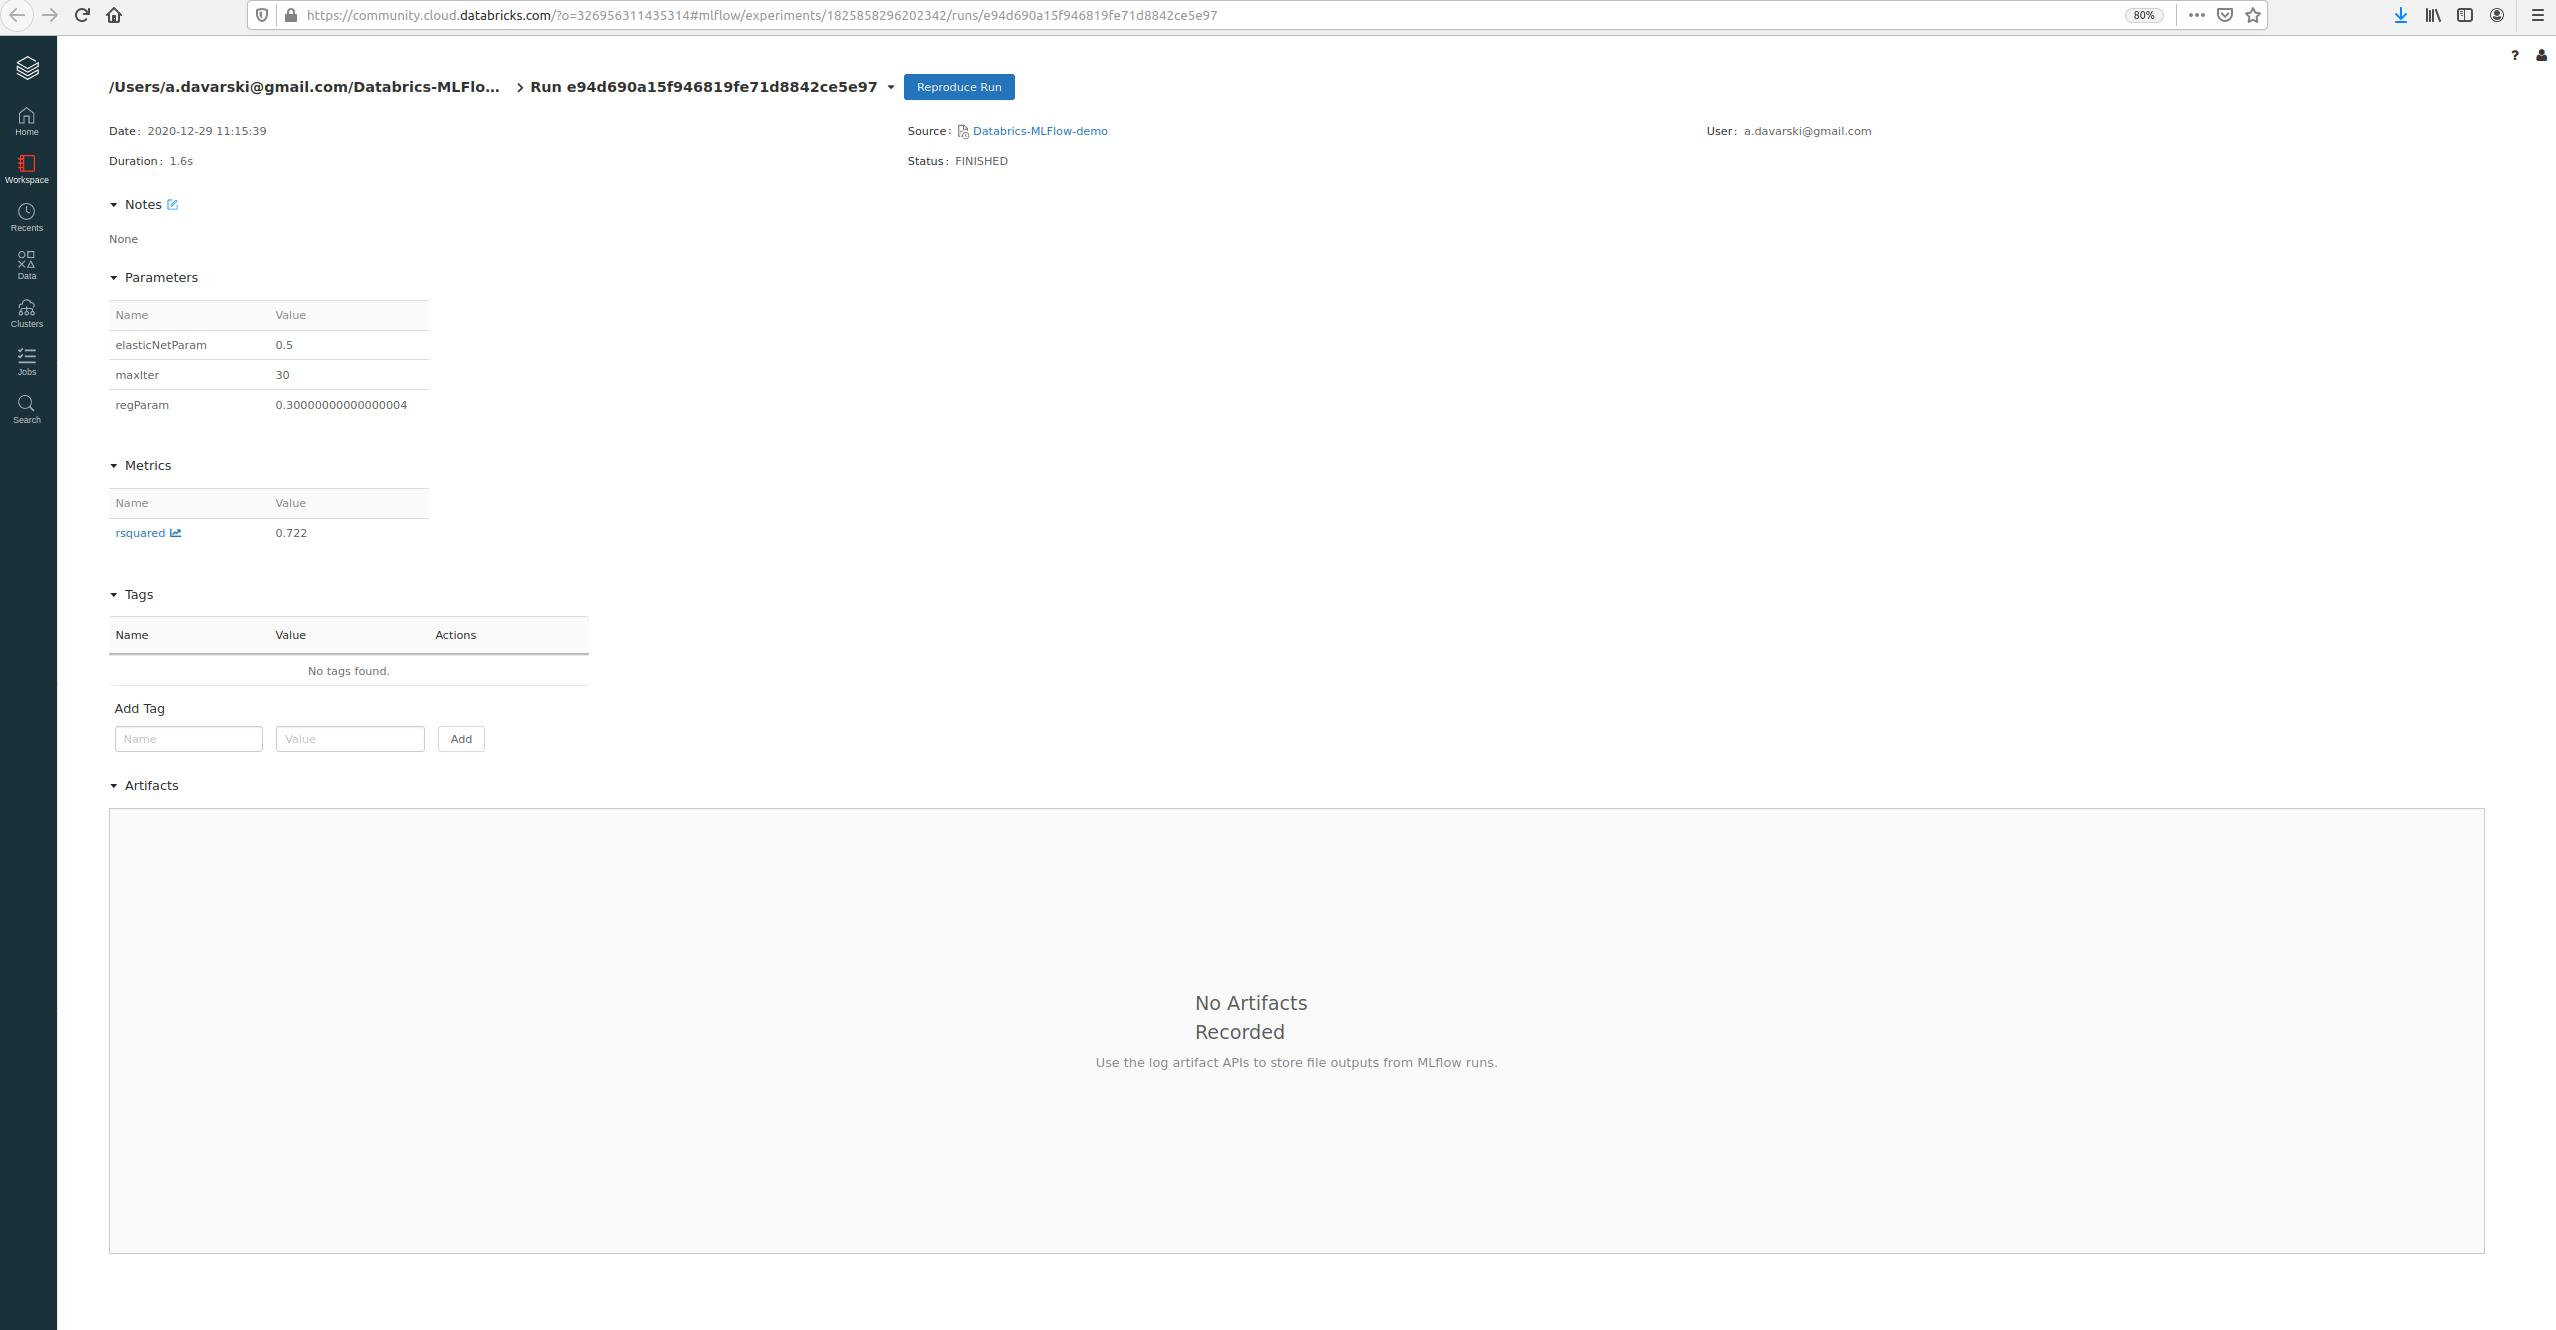 https://community.cloud.databricks.com/?o=326956311435314#mlflow/experiments/1825858296202342/runs/e94d690a15f946819fe71d8842ce5e97
80%
Home
Workspace
Recents
Data
Clusters
Jobs
Search
?
/Users/a.davarski@gmail.com/Databrics-MLFlo... > Run e94d690a15f946819fe71d8842ce5e97 Reproduce Run
Date: 2020-12-29 11:15:39 Source: Databrics-MLFlow-demo User: a.davarski@gmail.com
Duration: 1.6s Status: FINISHED
Notes
None
Parameters
Name Value
elasticNetParam 0.5
maxIter 30
regParam 0.30000000000000004
Metrics
Name Value
rsquared 0.722
Tags
Name Value Actions
No tags found.
Add Tag
Name Value Add
Artifacts
No Artifacts
Recorded
Use the log artifact APIs to store file outputs from MLflow runs.